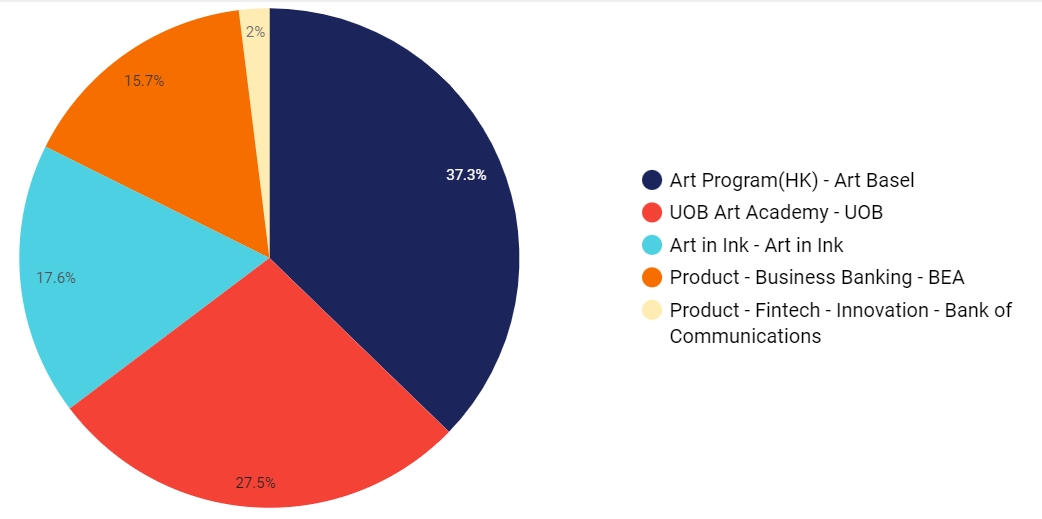 2%
15.7%
37.3%
17.6%
27.5%
Art Program(HK) - Art Basel
UOB Art Academy - UOB
Art in Ink - Art in Ink
Product - Business Banking - BEA
Product - Fintech - Innovation - Bank of
Communications